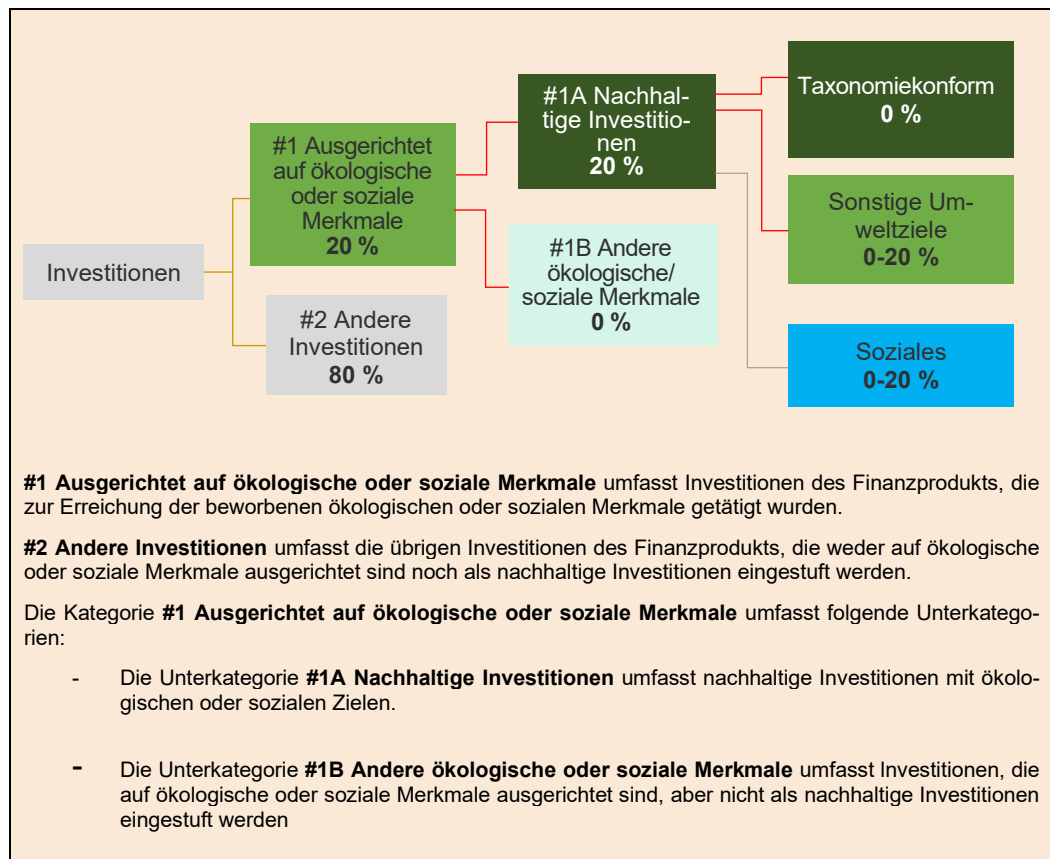 Investitionen
#1 Ausgerichtet
auf ökologische
oder soziale
Merkmale
20 %
#2 Andere
Investitionen
80 %
#1A Nachhal-
tige Investitio-
nen
20 %
#1B Andere
ökologische/
soziale Merkmale
0 %
Taxonomiekonform
0 %
Sonstige Um-
weltziele
0-20 %
Soziales
0-20 %
#1 Ausgerichtet auf ökologische oder soziale Merkmale umfasst Investitionen des Finanzprodukts, die
zur Erreichung der beworbenen ökologischen oder sozialen Merkmale getätigt wurden.
#2 Andere Investitionen umfasst die übrigen Investitionen des Finanzprodukts, die weder auf ökologische
oder soziale Merkmale ausgerichtet sind noch als nachhaltige Investitionen eingestuft werden.
Die Kategorie #1 Ausgerichtet auf ökologische oder soziale Merkmale umfasst folgende Unterkatego-
rien:
- Die Unterkategorie #1A Nachhaltige Investitionen umfasst nachhaltige Investitionen mit ökolo-
gischen oder sozialen Zielen.
- Die Unterkategorie #1B Andere ökologische oder soziale Merkmale umfasst Investitionen, die
auf ökologische oder soziale Merkmale ausgerichtet sind, aber nicht als nachhaltige Investitionen
eingestuft werden